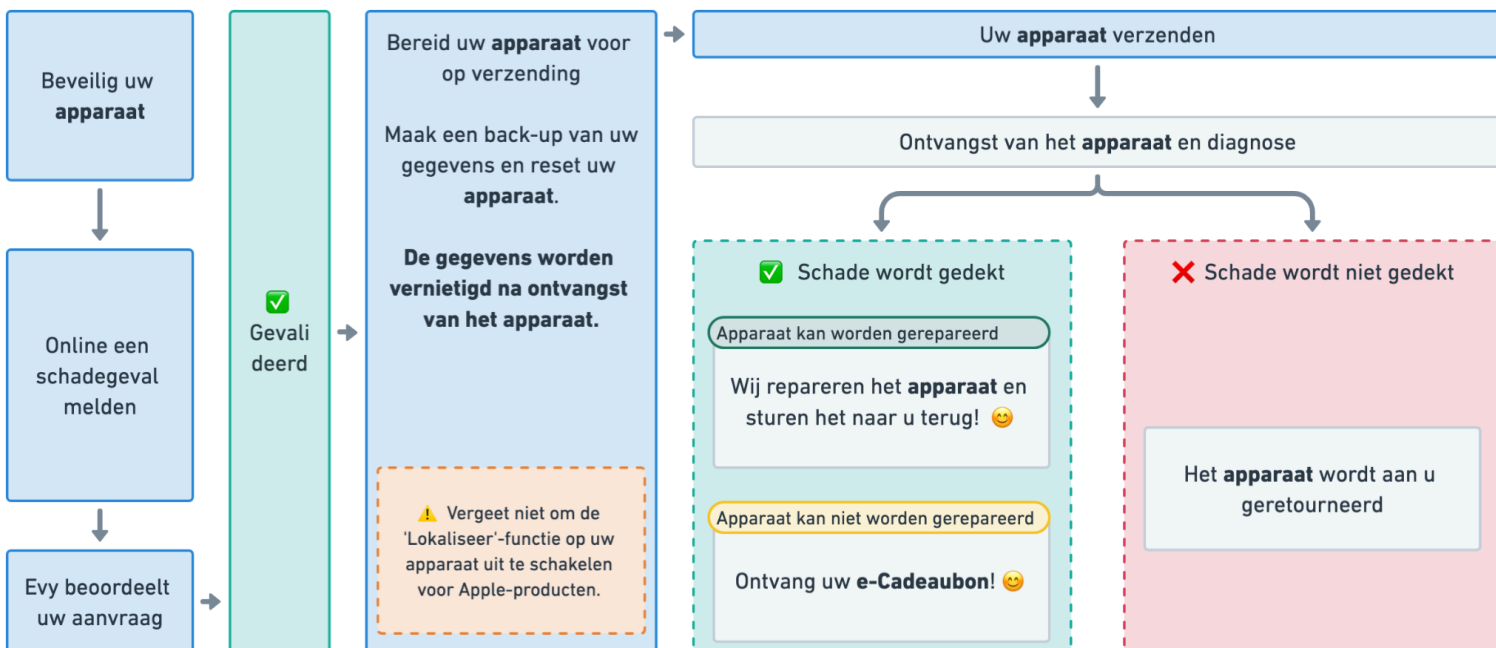 Beveilig uw
apparaat
Online een
schadegeval
melden
Evy beoordeelt
uw aanvraag
✅
Gevali
deerd
Bereid uw apparaat voor
op verzending
Maak een back-up van uw
gegevens en reset uw
apparaat.
De gegevens worden
vernietigd na ontvangst
van het apparaat.
⚠️ Vergeet niet om de
'Lokaliseer'-functie op uw
apparaat uit te schakelen
voor Apple-producten.
Uw apparaat verzenden
Ontvangst van het apparaat en diagnose
✅ Schade wordt gedekt
Apparaat kan worden gerepareerd
Wij repareren het apparaat en
sturen het naar u terug! 😊
Apparaat kan niet worden gerepareerd
Ontvang uw e-Cadeaubon! 😊
❌ Schade wordt niet gedekt
Het apparaat wordt aan u
geretourneerd